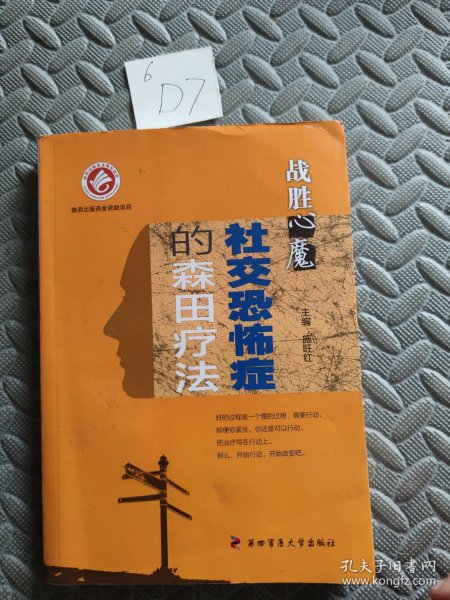 6
D7
陕西出版资金资助项目
战胜心魔
社交恐怖症
的森田疗法
主编 施旺红
好的过程是一个慢的过程，需要行动。
即使你紧张，你还是可以行动。
把治疗写在行动上。
那么，开始行动，开始改变吧。
第四军医大学出版社
孔夫子旧书网
kongfz.com